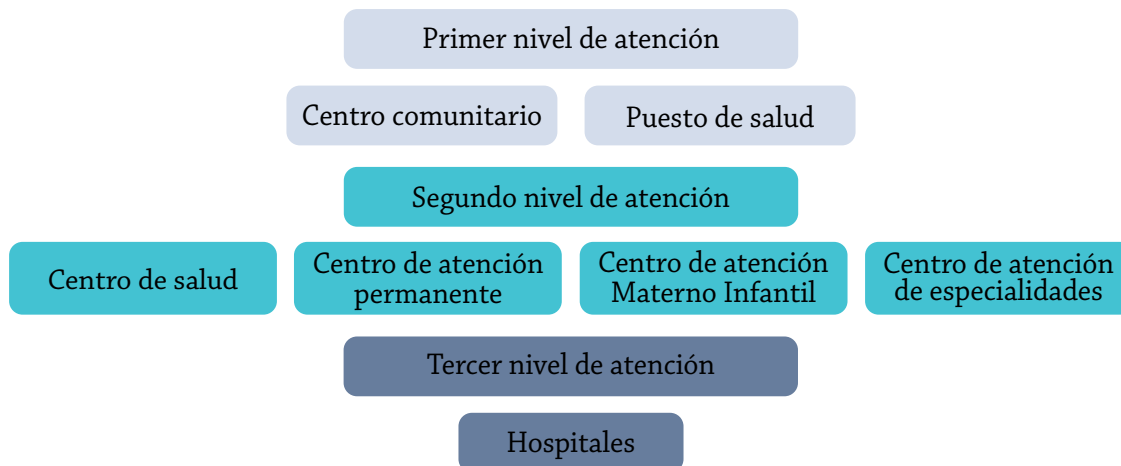 Primer nivel de atención
Centro comunitario
Puesto de salud
Segundo nivel de atención
Centro de salud
Centro de atención
permanente
Centro de atención
Materno Infantil
Centro de atención
de especialidades
Tercer nivel de atención
Hospitales